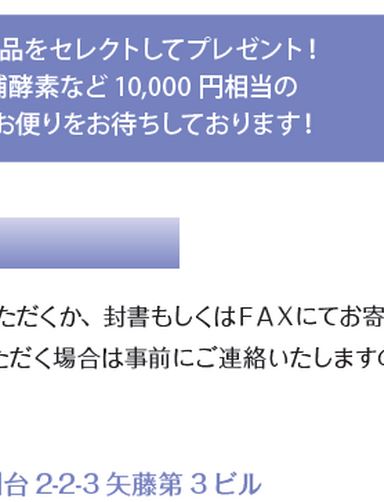 品をセレクトしてプレゼント！
酵素など 10,000 円相当の
お便りをお待ちしております！
ただくか、封書もしくはＦＡＸにてお寄
ただく場合は事前にご連絡いたしますの
台 2-2-3 矢藤第 3 ビル